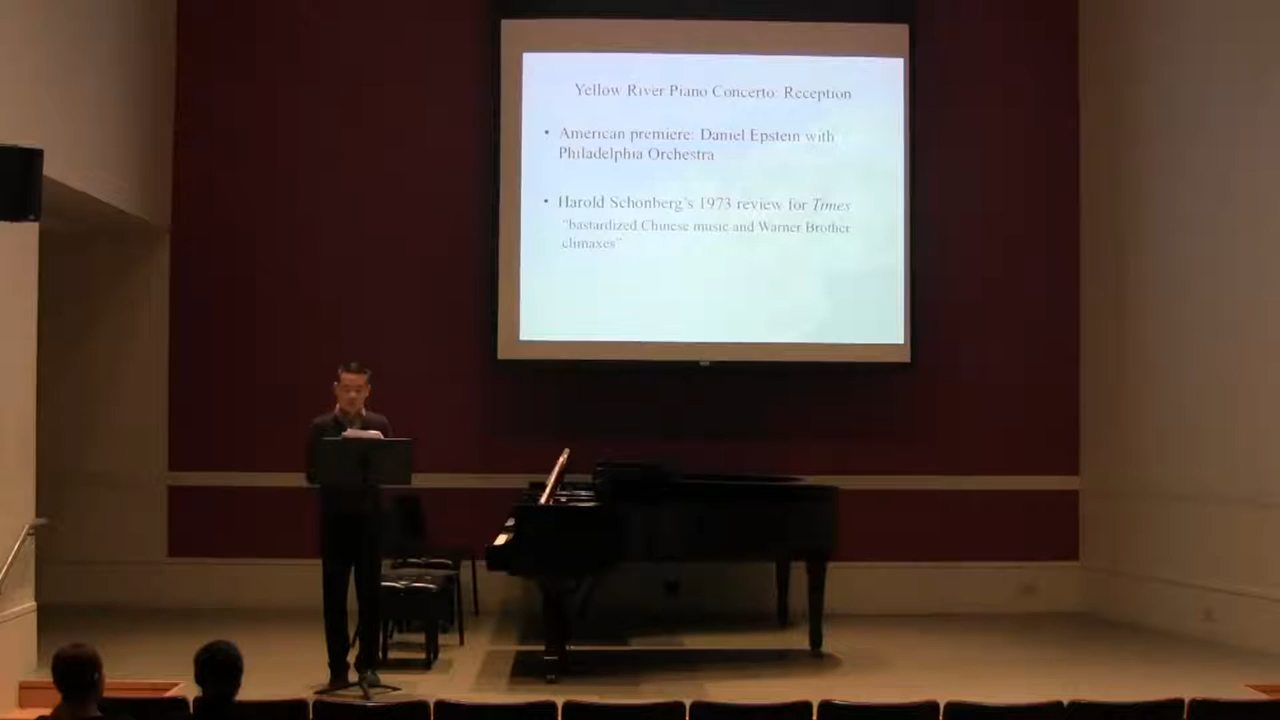 Yellow River Piano Concerto: Reception
• American premiere: Daniel Epstein with
Philadelphia Orchestra
• Harold Schonberg's 1973 review for Times
"bastardized Chinese music and Warner Brother
climaxes"